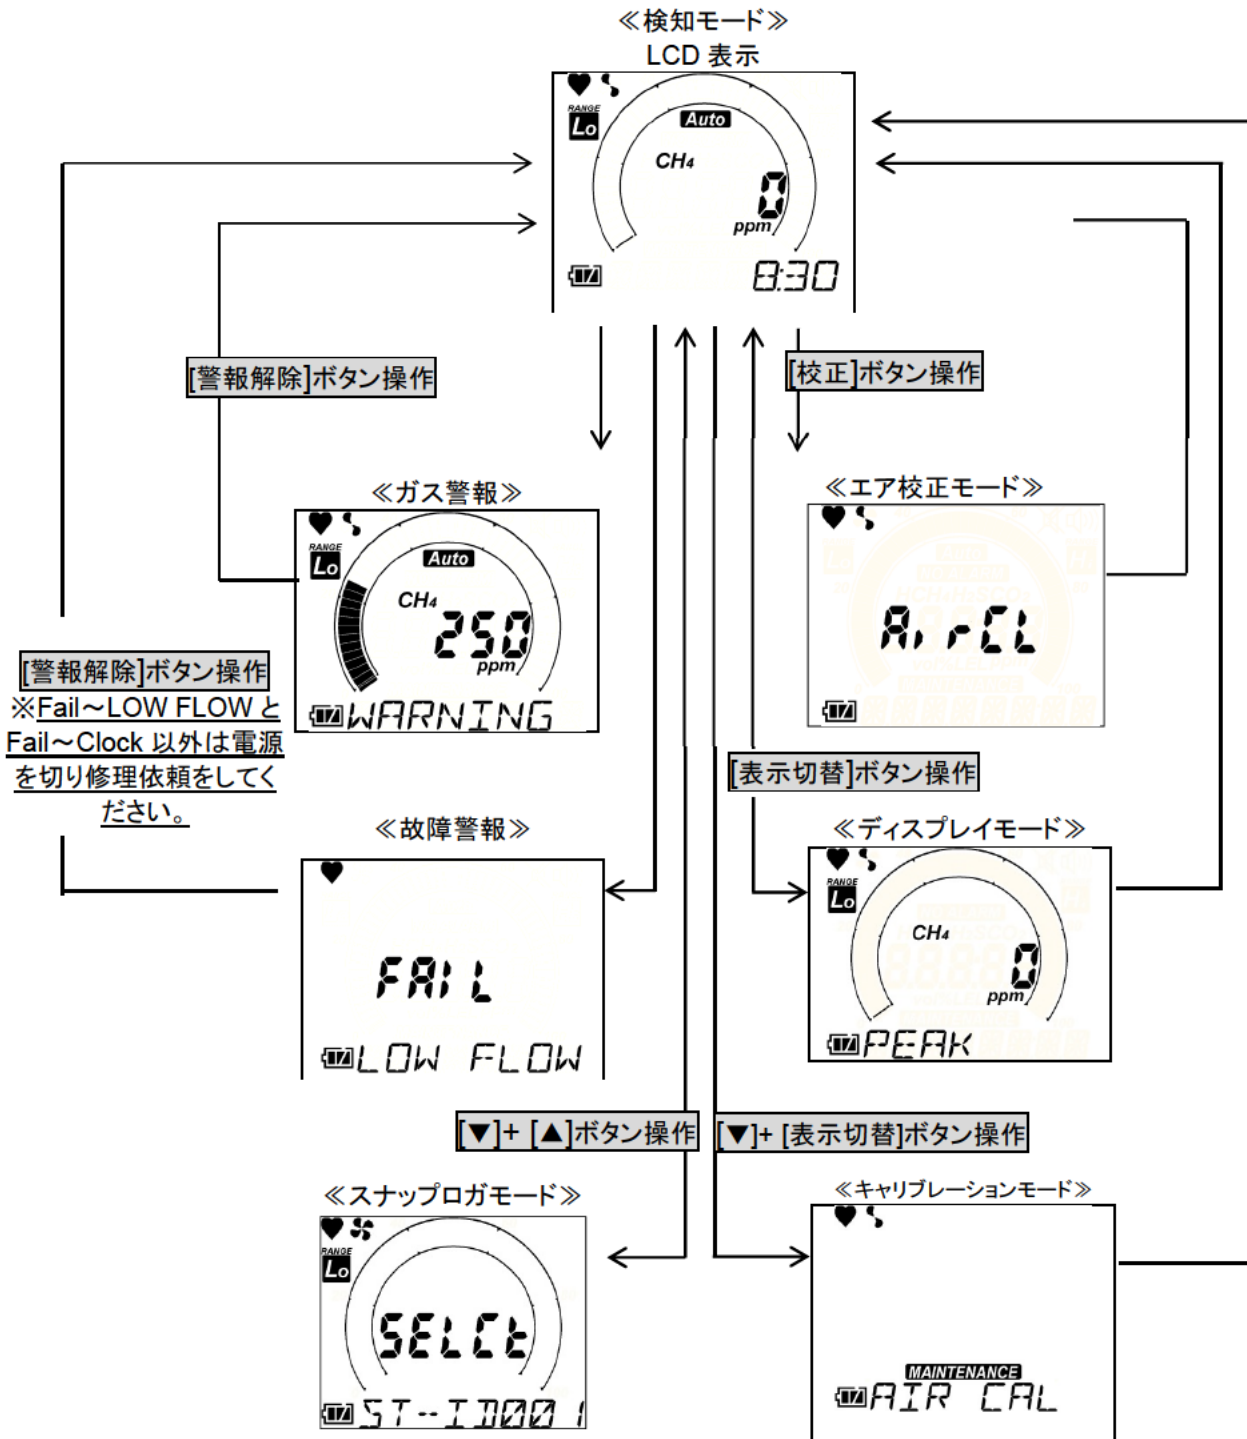 ≪検知モード≫
LCD 表示
RANGE
Lo
Auto
CH4
0
ppm
8:30
[警報解除]ボタン操作
[校正]ボタン操作
≪ガス警報≫
RANGE
Lo
Auto
CH4
250
ppm
WARNING
≪エア校正モード≫
AirCL
[警報解除]ボタン操作
※Fail～LOW FLOW と
Fail～Clock 以外は電源
を切り修理依頼をしてく
ださい。
[表示切替]ボタン操作
≪故障警報≫
FAIL
LOW FLOW
≪ディスプレイモード≫
RANGE
Lo
CH4
0
ppm
PEAK
[▼]+ [▲]ボタン操作
[▼]+ [表示切替]ボタン操作
≪スナップロガモード≫
RANGE
Lo
SELCt
ST--ID001
≪キャリブレーションモード≫
MAINTENANCE
AIR CAL